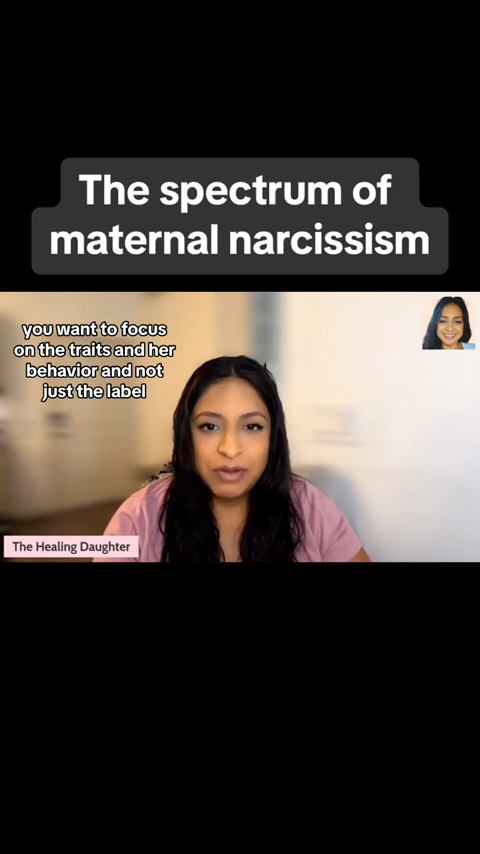 The spectrum of
maternal narcissism
you want to focus
on the traits and her
behavior and not
just the label
The Healing Daughter